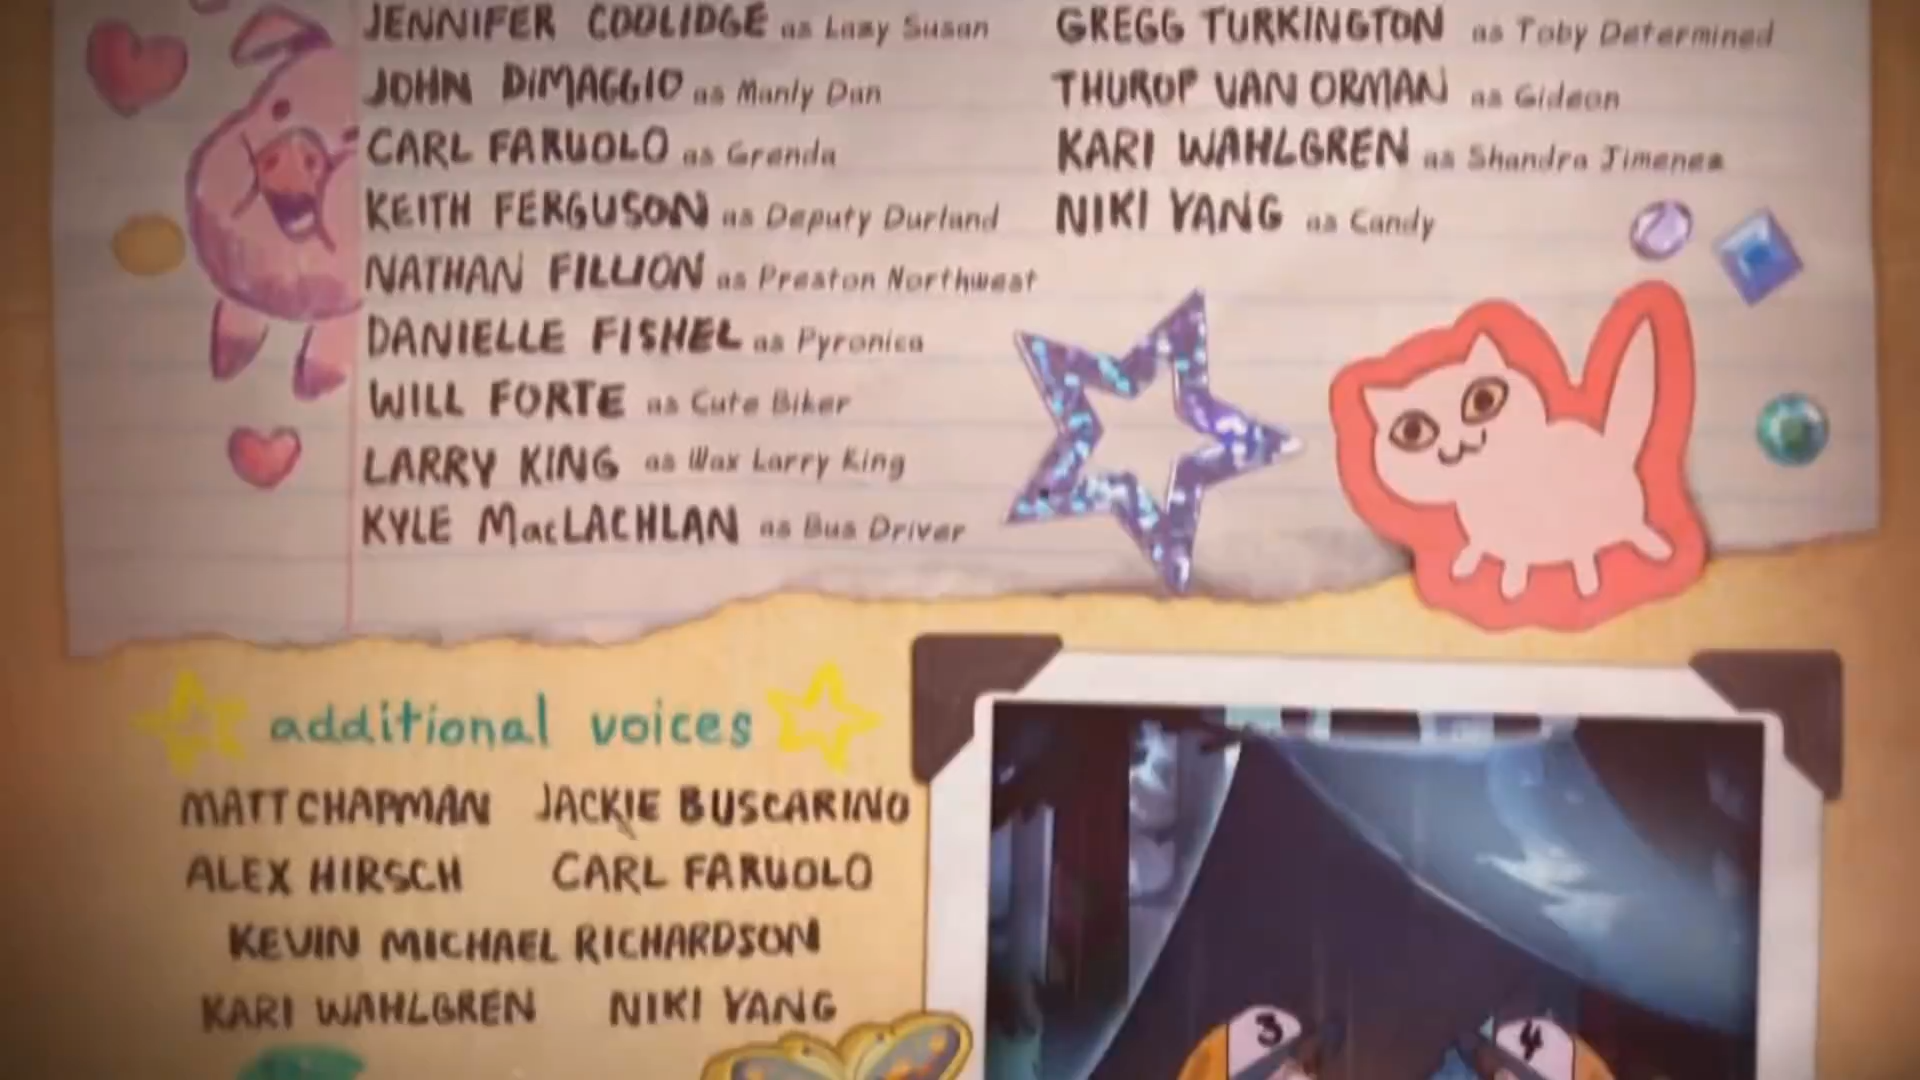 JENNIFER COOLIDGE as Lazy Susan
JOHN DiMAGGIO as Manly Dan
CARL FARUOLO as Grenda
KEITH FERGUSON as Deputy Durland
NATHAN FILLION as Preston Northwest
DANIELLE FISHEL as Pyronica
WILL FORTE as Cute Biker
LARRY KING as Wax Larry King
KYLE MacLACHLAN as Bus Driver
GREGG TURKINGTON as Toby Determined
THUROP VAN ORMAN as Gideon
KARI WAHLGREN as Shandra Jimenez
NIKI YANG as Candy
additional voices
MATT CHAPMAN JACKIE BUSCARINO
ALEX HIRSCH CARL FARUOLO
KEVIN MICHAEL RICHARDSON
KARI WAHLGREN NIKI YANG
3 4